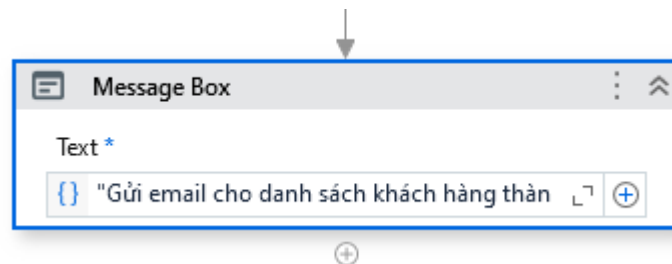 Message Box
Text *
{} "Gửi email cho danh sách khách hàng thàn